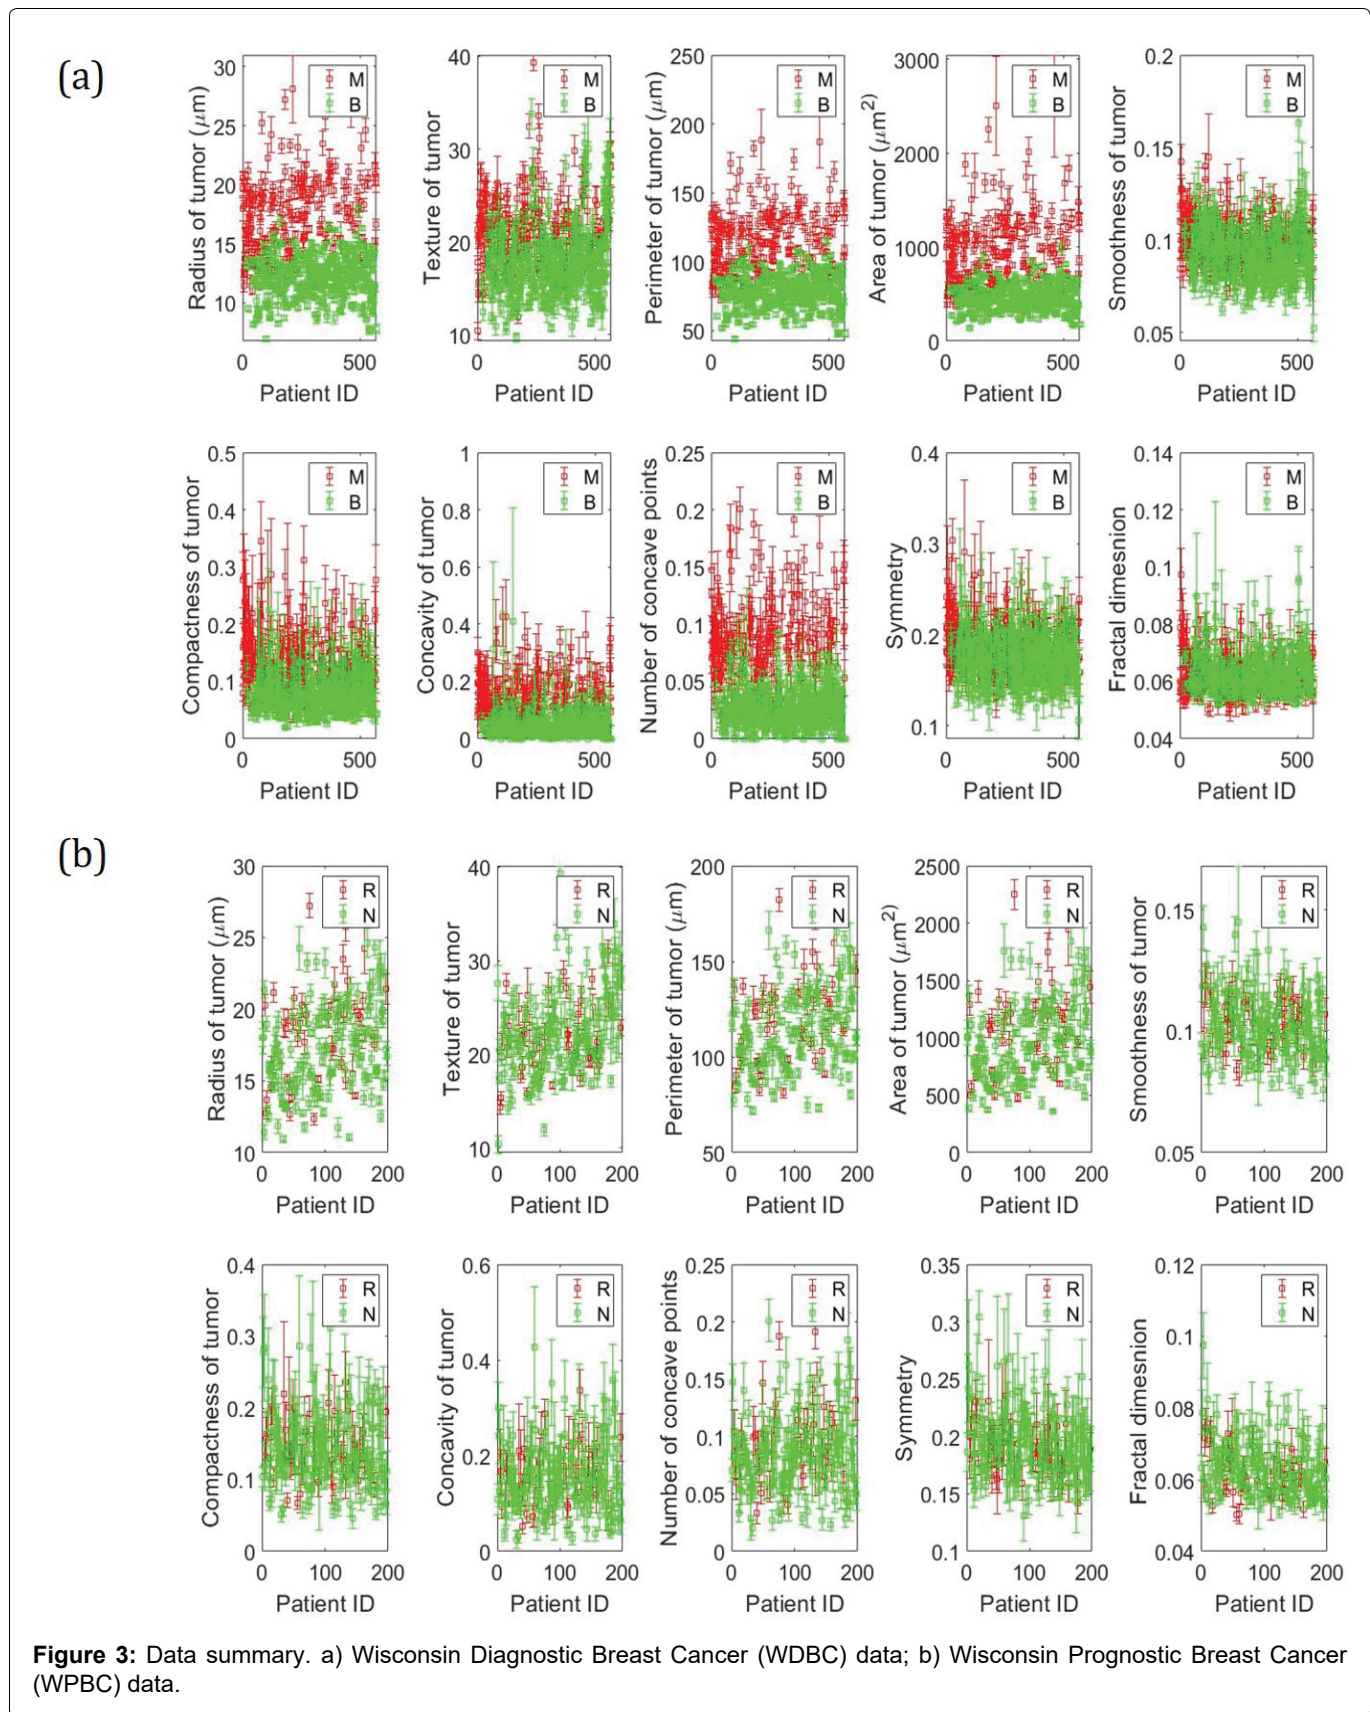 (a)
Radius of tumor (μm)
30
25
20
15
10
M
B
0
500
Patient ID
Texture of tumor
40
30
20
10
M
B
0
500
Patient ID
Perimeter of tumor (μm)
250
200
150
100
50
M
B
0
500
Patient ID
Area of tumor (μm²)
3000
2000
1000
0
M
B
0
500
Patient ID
Smoothness of tumor
0.2
0.15
0.1
0.05
M
B
0
500
Patient ID
Compactness of tumor
0.5
0.4
0.3
0.2
0.1
0
M
B
0
500
Patient ID
Concavity of tumor
1
0.8
0.6
0.4
0.2
0
M
B
0
500
Patient ID
Number of concave points
0.25
0.2
0.15
0.1
0.05
0
M
B
0
500
Patient ID
Symmetry
0.4
0.3
0.2
0.1
M
B
0
500
Patient ID
Fractal dimesnion
0.14
0.12
0.1
0.08
0.06
0.04
M
B
0
500
Patient ID
(b)
Radius of tumor (μm)
30
25
20
15
10
R
N
0
100
200
Patient ID
Texture of tumor
40
30
20
10
R
N
0
100
200
Patient ID
Perimeter of tumor (μm)
200
150
100
50
R
N
0
100
200
Patient ID
Area of tumor (μm²)
2500
2000
1500
1000
500
0
R
N
0
100
200
Patient ID
Smoothness of tumor
0.15
0.1
0.05
R
N
0
100
200
Patient ID
Compactness of tumor
0.4
0.3
0.2
0.1
0
R
N
0
100
200
Patient ID
Concavity of tumor
0.6
0.4
0.2
0
R
N
0
100
200
Patient ID
Number of concave points
0.25
0.2
0.15
0.1
0.05
0
R
N
0
100
200
Patient ID
Symmetry
0.35
0.3
0.25
0.2
0.15
0.1
R
N
0
100
200
Patient ID
Fractal dimesnion
0.12
0.1
0.08
0.06
0.04
R
N
0
100
200
Patient ID
Figure 3: Data summary. a) Wisconsin Diagnostic Breast Cancer (WDBC) data; b) Wisconsin Prognostic Breast Cancer
(WPBC) data.